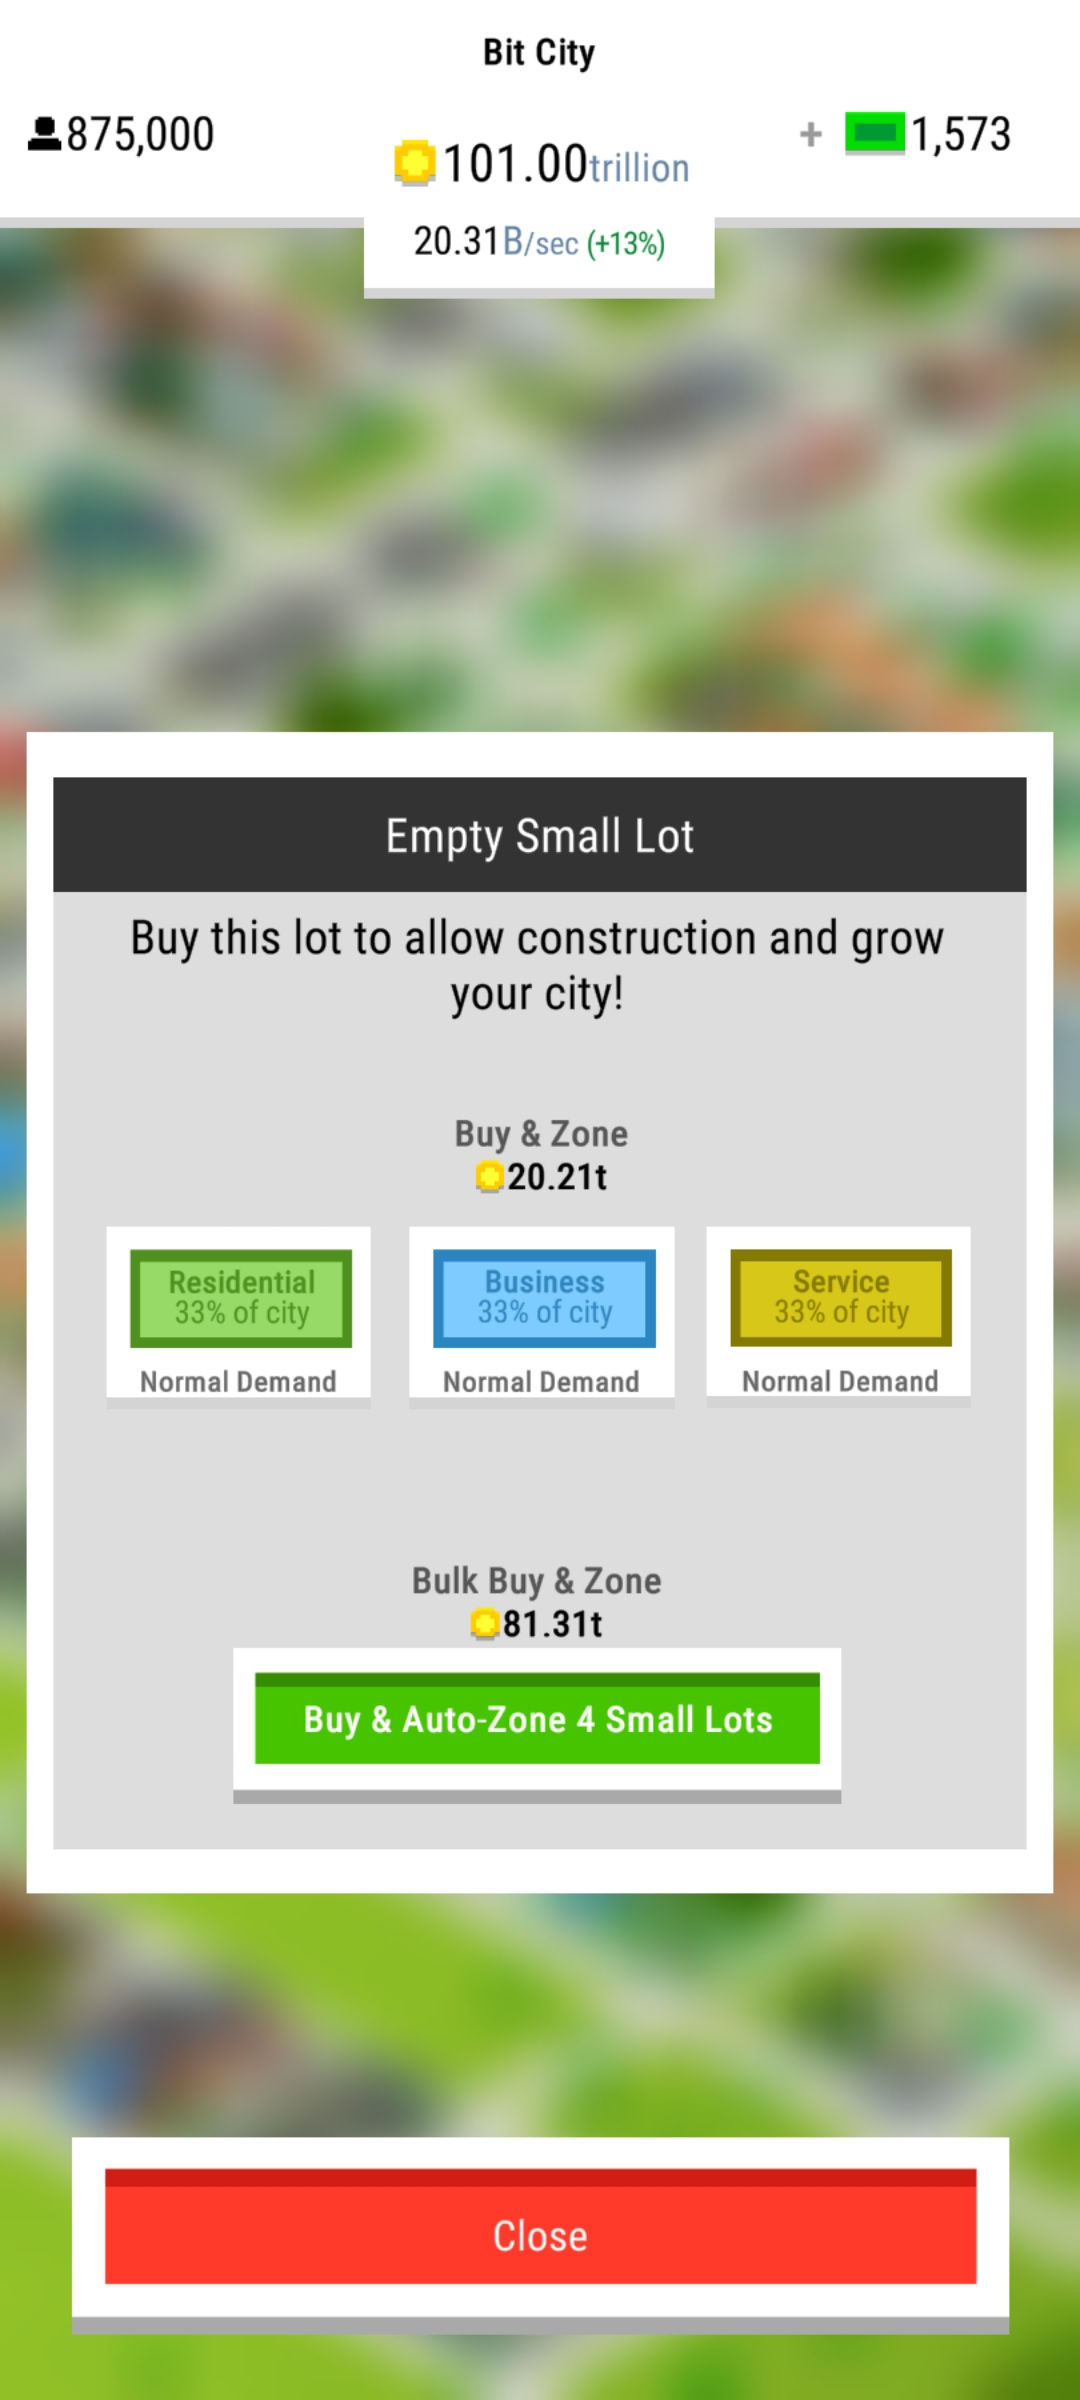 Bit City
875,000
101.00trillion
+ 1,573
20.31B/sec (+13%)
Empty Small Lot
Buy this lot to allow construction and grow
your city!
Buy & Zone
20.21t
Residential
33% of city
Normal Demand
Business
33% of city
Normal Demand
Service
33% of city
Normal Demand
Bulk Buy & Zone
81.31t
Buy & Auto-Zone 4 Small Lots
Close